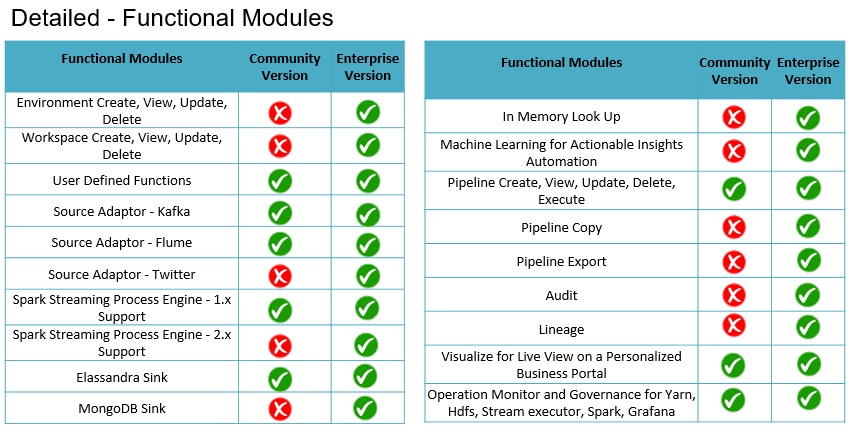 Detailed - Functional Modules
Functional Modules
Community
Version
Enterprise
Version
Environment Create, View, Update,
Delete
Workspace Create, View, Update,
Delete
User Defined Functions
Source Adaptor - Kafka
Source Adaptor - Flume
Source Adaptor - Twitter
Spark Streaming Process Engine - 1.x
Support
Spark Streaming Process Engine - 2.x
Support
Elassandra Sink
MongoDB Sink
Functional Modules
Community
Version
Enterprise
Version
In Memory Look Up
Machine Learning for Actionable Insights
Automation
Pipeline Create, View, Update, Delete,
Execute
Pipeline Copy
Pipeline Export
Audit
Lineage
Visualize for Live View on a Personalized
Business Portal
Operation Monitor and Governance for Yarn,
Hdfs, Stream executor, Spark, Grafana